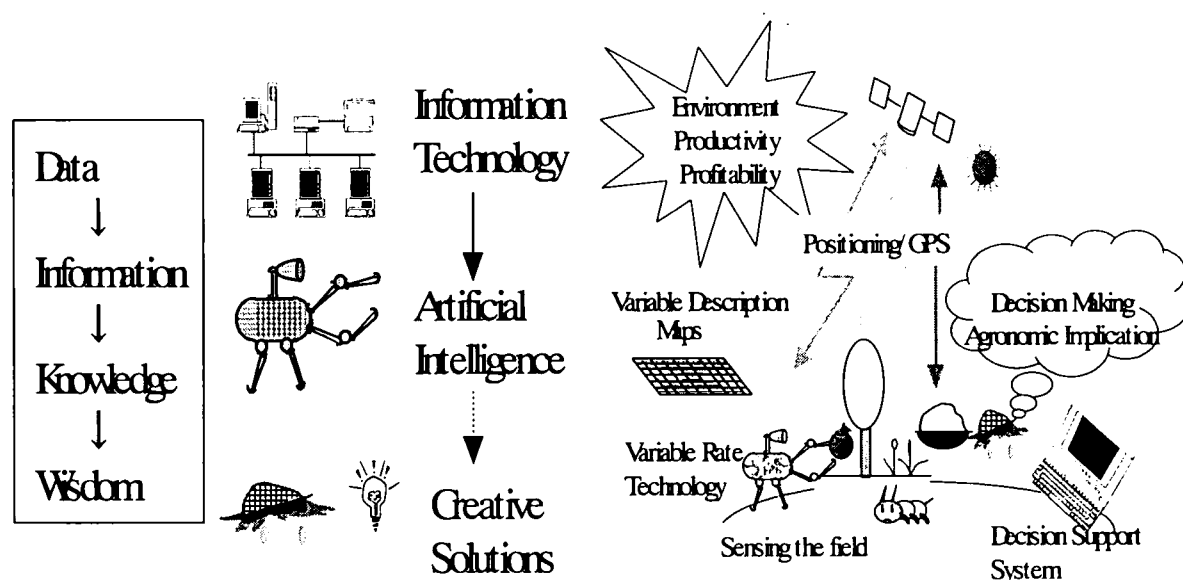 Data
↓
Information
↓
Knowledge
↓
Wisdom
Information
Technology
Artificial
Intelligence
Creative
Solutions
Environment
Productivity
Profitability
Positioning/GPS
Variable Description
Maps
Decision Making
Agronomic Implication
Variable Rate
Technology
Sensing the field
Decision Support
System